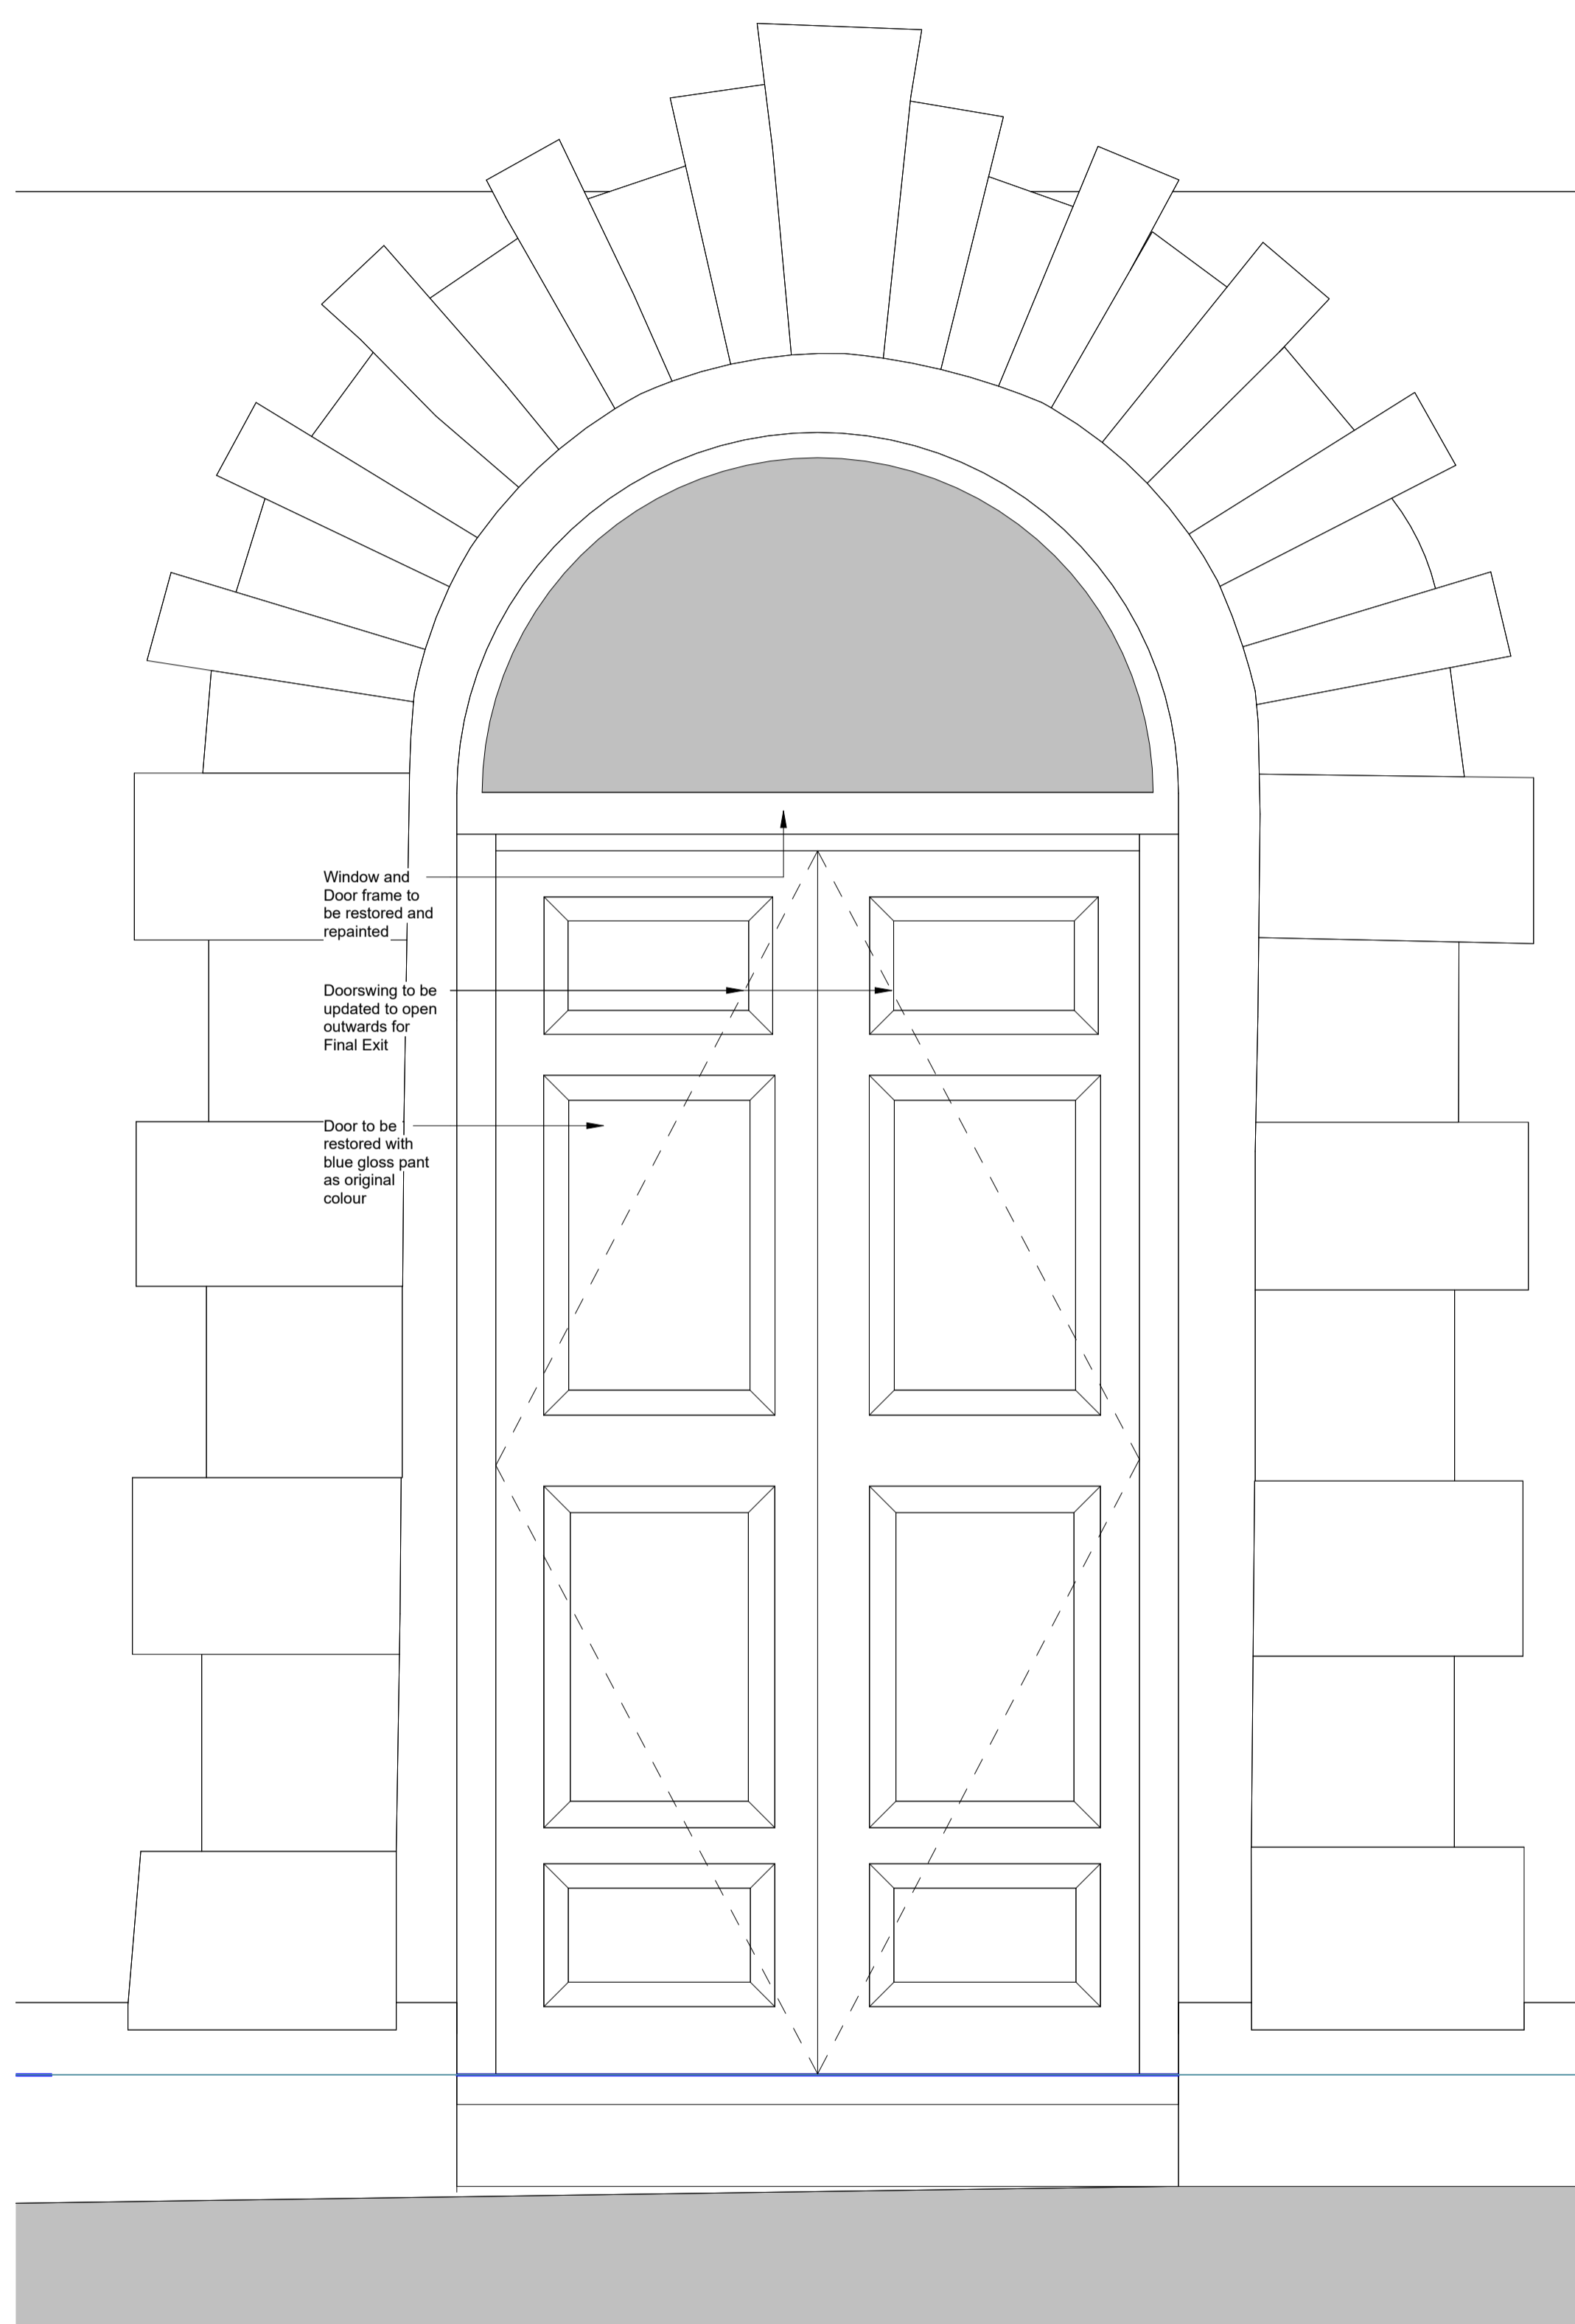 Window and
Door frame to
be restored and
repainted
Doorswing to be
updated to open
outwards for
Final Exit
Door to be
restored with
blue gloss pant
as original
colour